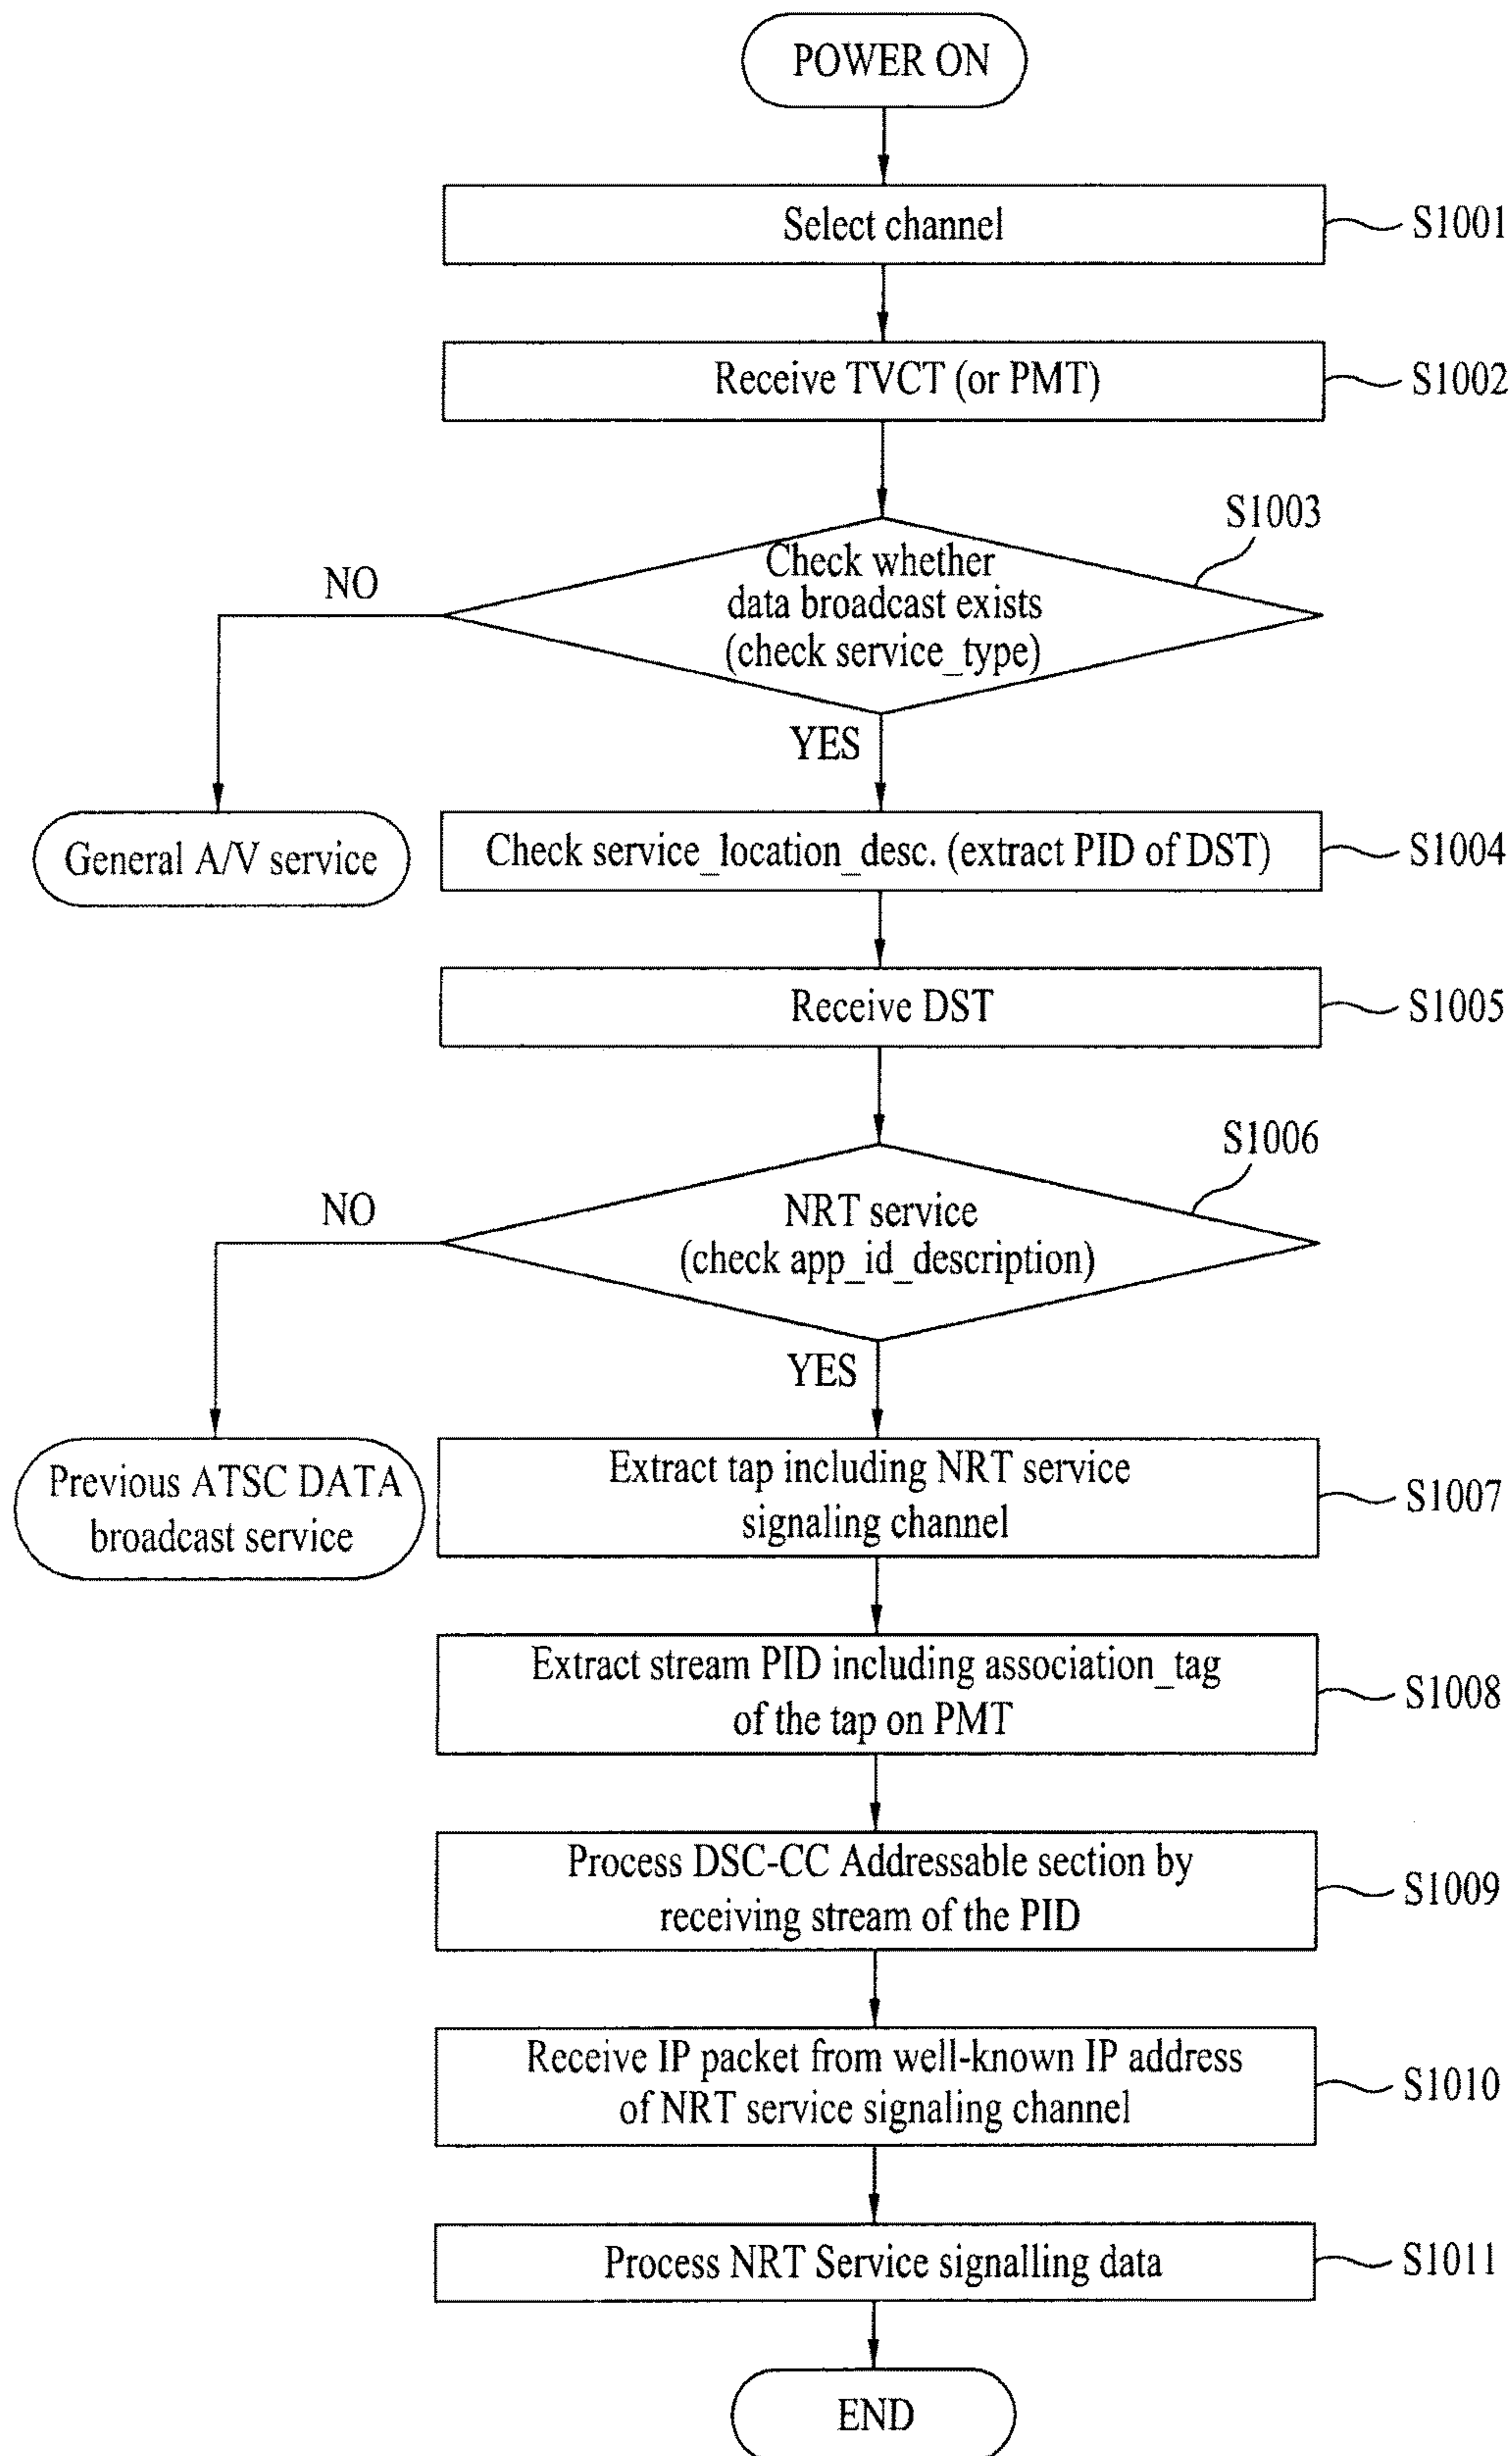 POWER ON
Select channel
S1001
Receive TVCT (or PMT)
S1002
S1003
Check whether
data broadcast exists
(check service_type)
NO
YES
General A/V service
Check service_location_desc. (extract PID of DST)
S1004
Receive DST
S1005
S1006
NRT service
(check app_id_description)
NO
YES
Previous ATSC DATA
broadcast service
Extract tap including NRT service
signaling channel
S1007
Extract stream PID including association_tag
of the tap on PMT
S1008
Process DSC-CC Addressable section by
receiving stream of the PID
S1009
Receive IP packet from well-known IP address
of NRT service signaling channel
S1010
Process NRT Service signalling data
S1011
END